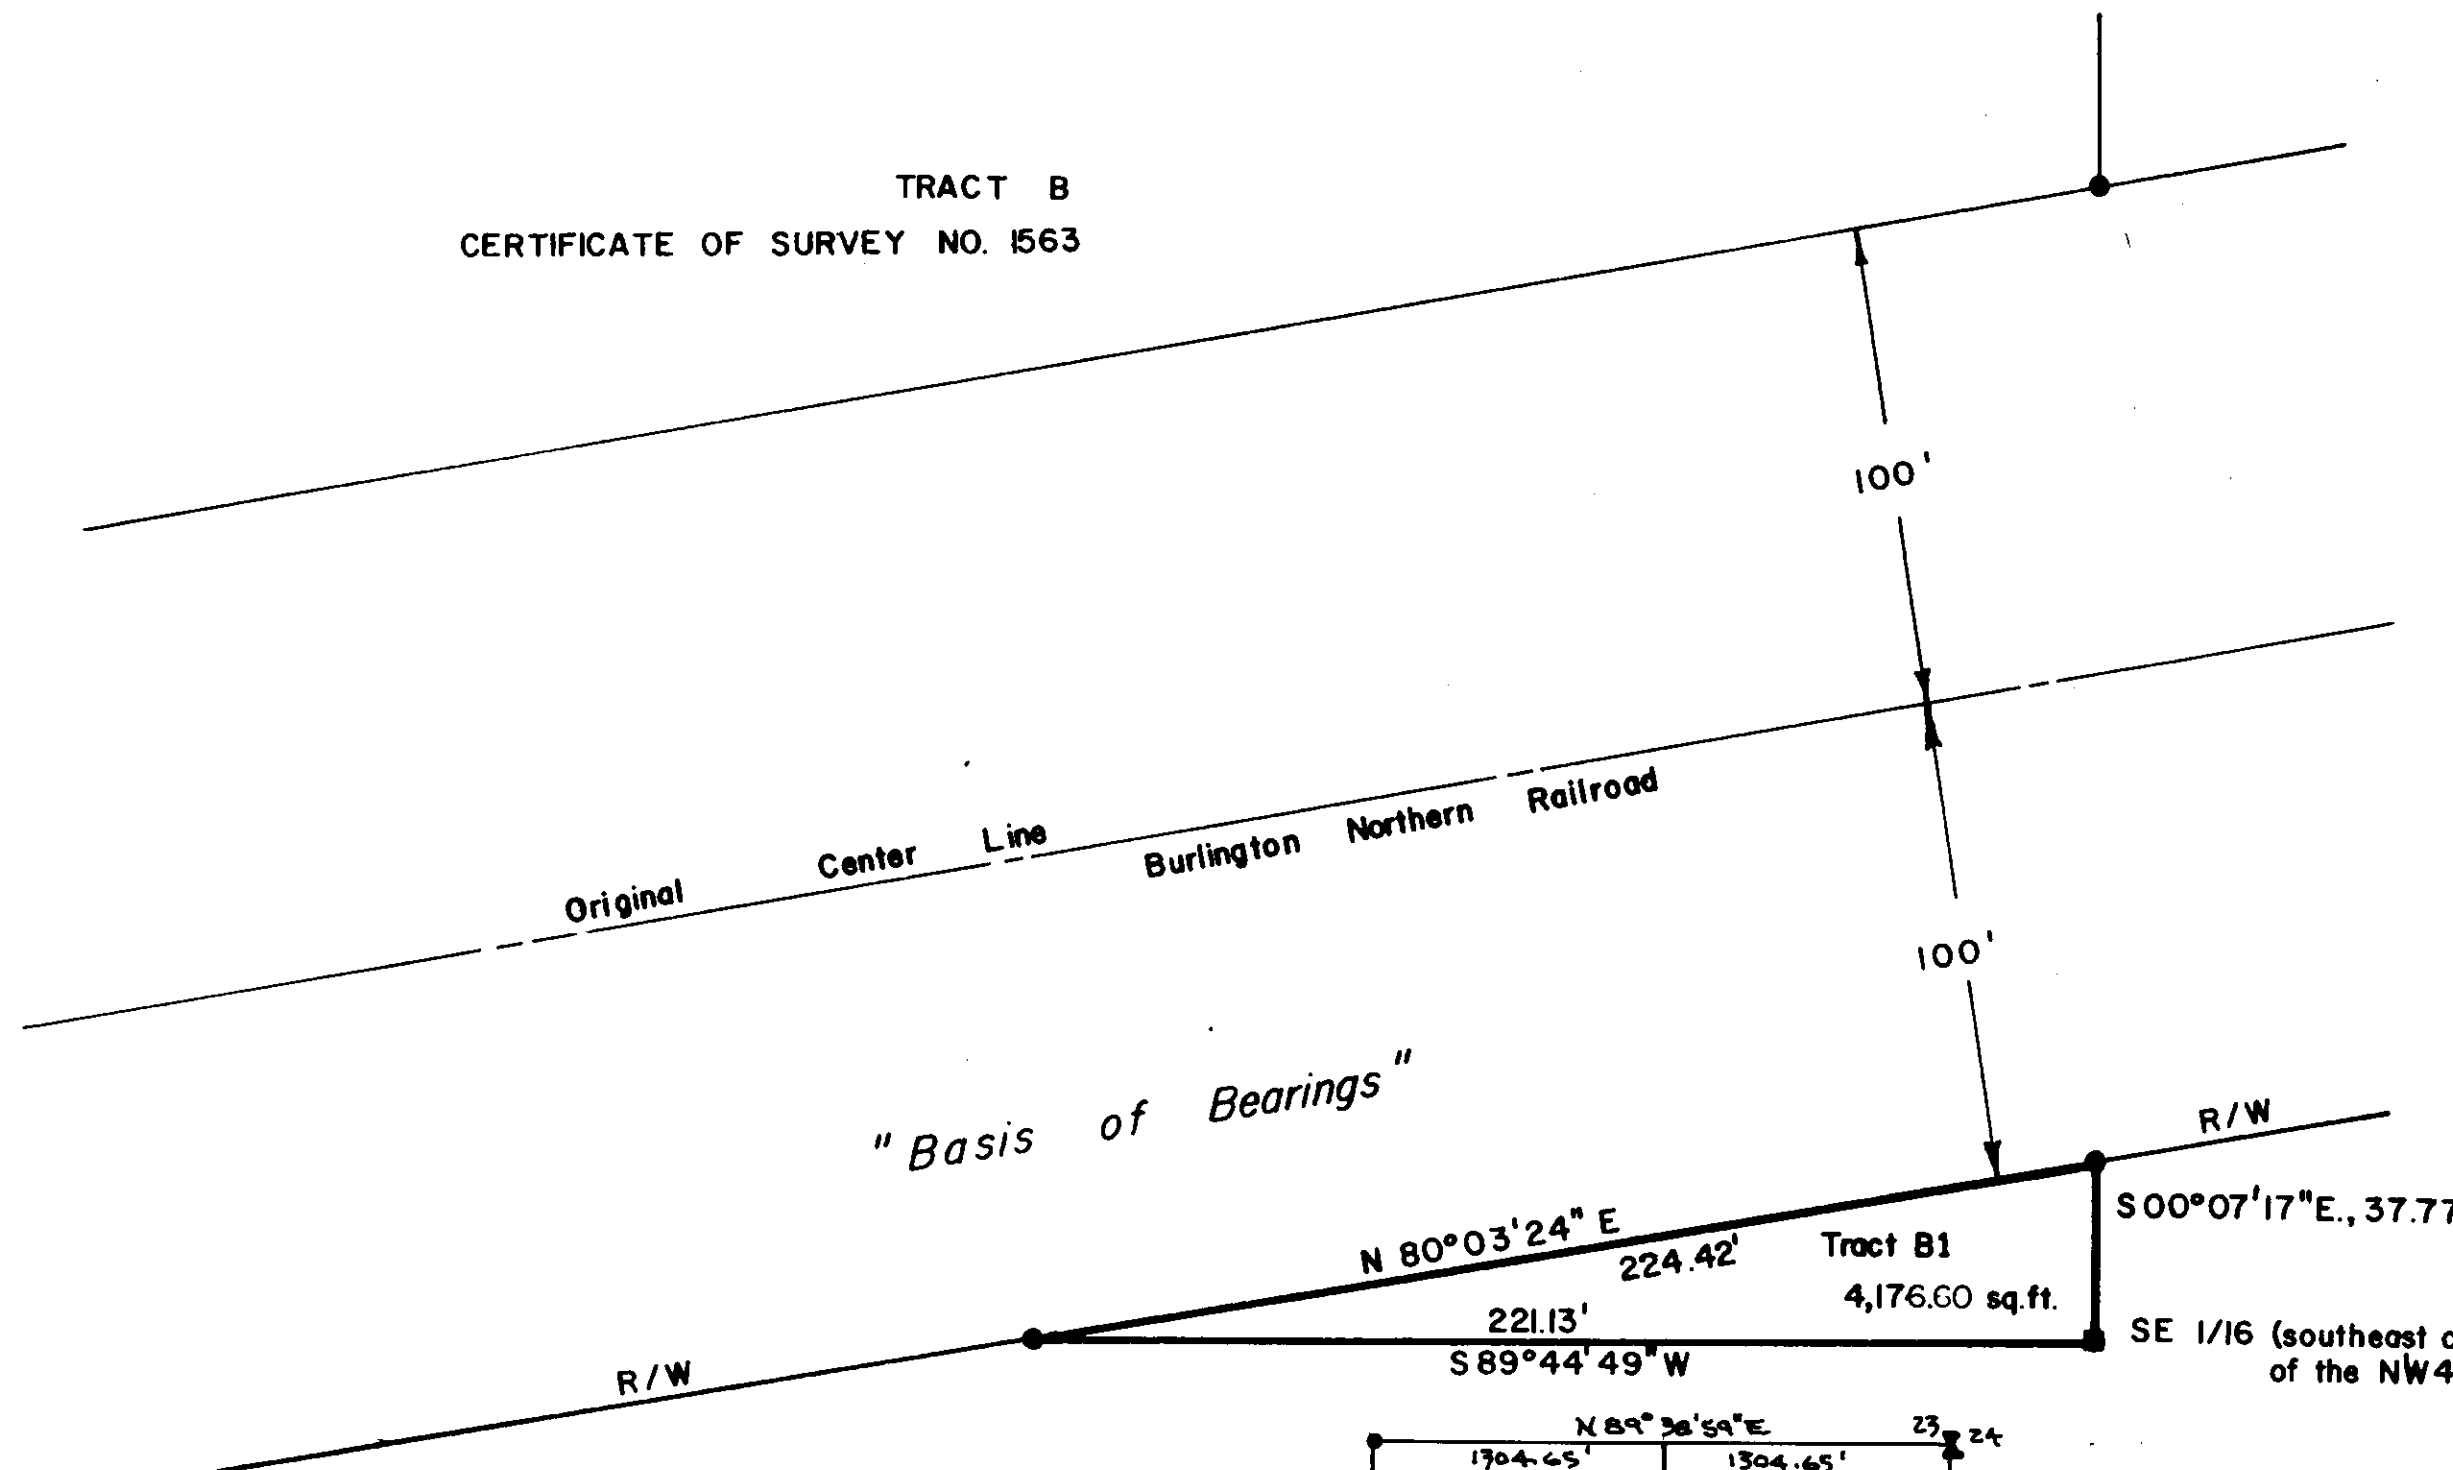 TRACT B
CERTIFICATE OF SURVEY NO. 1563
100'
Original Center Line Burlington Northern Railroad
100'
"Basis of Bearings"
R/W
S00°07'17"E., 37.77
N 80°03'24" E
224.42'
Tract B1
4,176.60 sq.ft.
221.13'
S89°44'49"W
SE 1/16 (southeast
of the NW4
R/W
N 89° 38'59"E
23 24
1304.65' 1304.65'